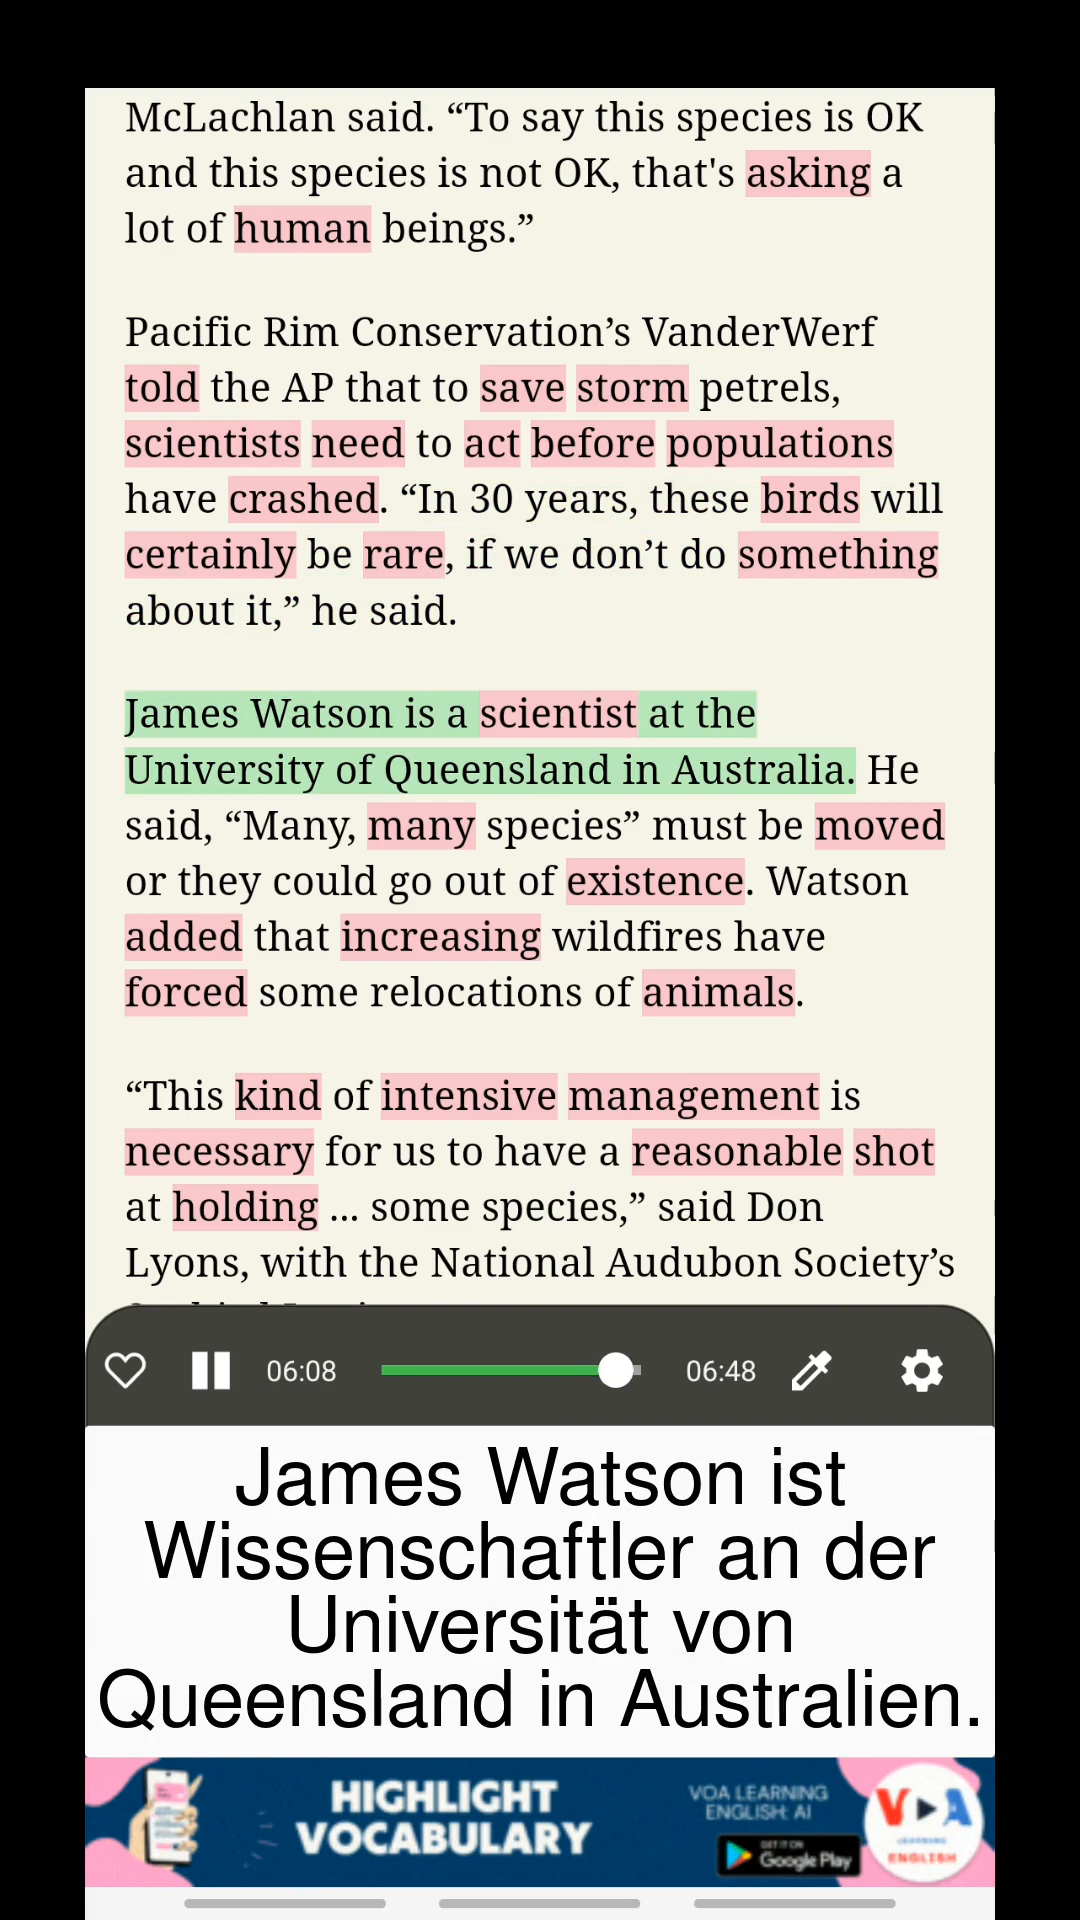 McLachlan said. “To say this species is OK
and this species is not OK, that's asking a
lot of human beings.”
Pacific Rim Conservation’s VanderWerf
told the AP that to save storm petrels,
scientists need to act before populations
have crashed. “In 30 years, these birds will
certainly be rare, if we don’t do something
about it,” he said.
James Watson is a scientist at the
University of Queensland in Australia. He
said, “Many, many species” must be moved
or they could go out of existence. Watson
added that increasing wildfires have
forced some relocations of animals.
“This kind of intensive management is
necessary for us to have a reasonable shot
at holding ... some species,” said Don
Lyons, with the National Audubon Society’s
06:08
06:48
James Watson ist
Wissenschaftler an der
Universität von
Queensland in Australien.
HIGHLIGHT
VOCABULARY
VOA LEARNING
ENGLISH: AI
GET IT ON
Google Play
VOA
LEARNING
ENGLISH